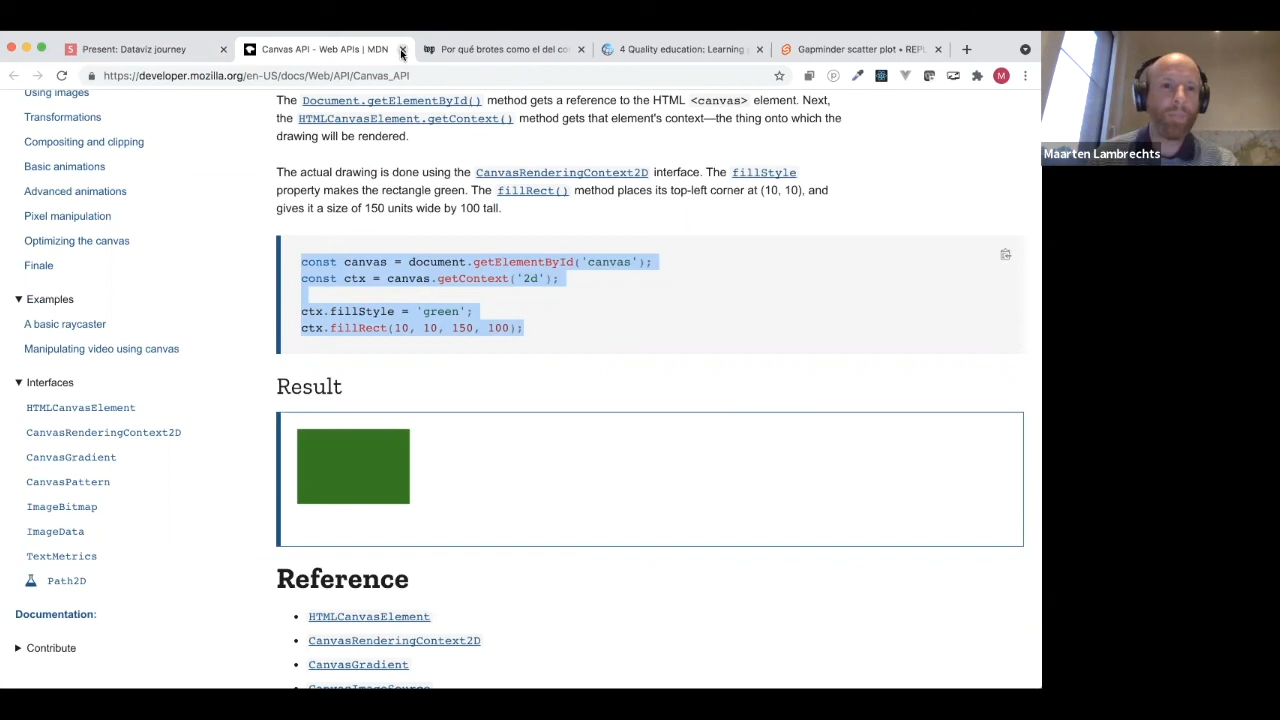 Present: Dataviz journey
Canvas API - Web APIs | MDN
Por qué brotes como el del co
4 Quality education: Learning
Gapminder scatter plot • REPL
https://developer.mozilla.org/en-US/docs/Web/API/Canvas_API
M
Maarten Lambrechts
Using images
Transformations
Compositing and clipping
Basic animations
Advanced animations
Pixel manipulation
Optimizing the canvas
Finale
Examples
A basic raycaster
Manipulating video using canvas
Interfaces
HTMLCanvasElement
CanvasRenderingContext2D
CanvasGradient
CanvasPattern
ImageBitmap
ImageData
TextMetrics
Path2D
Documentation:
Contribute
The Document.getElementById() method gets a reference to the HTML <canvas> element. Next,
the HTMLCanvasElement.getContext() method gets that element's context—the thing onto which the
drawing will be rendered.
The actual drawing is done using the CanvasRenderingContext2D interface. The fillStyle
property makes the rectangle green. The fillRect() method places its top-left corner at (10, 10), and
gives it a size of 150 units wide by 100 tall.
const canvas = document.getElementById('canvas');
const ctx = canvas.getContext('2d');
ctx.fillStyle = 'green';
ctx.fillRect(10, 10, 150, 100);
Result
Reference
• HTMLCanvasElement
• CanvasRenderingContext2D
• CanvasGradient
• CanvasImageSource